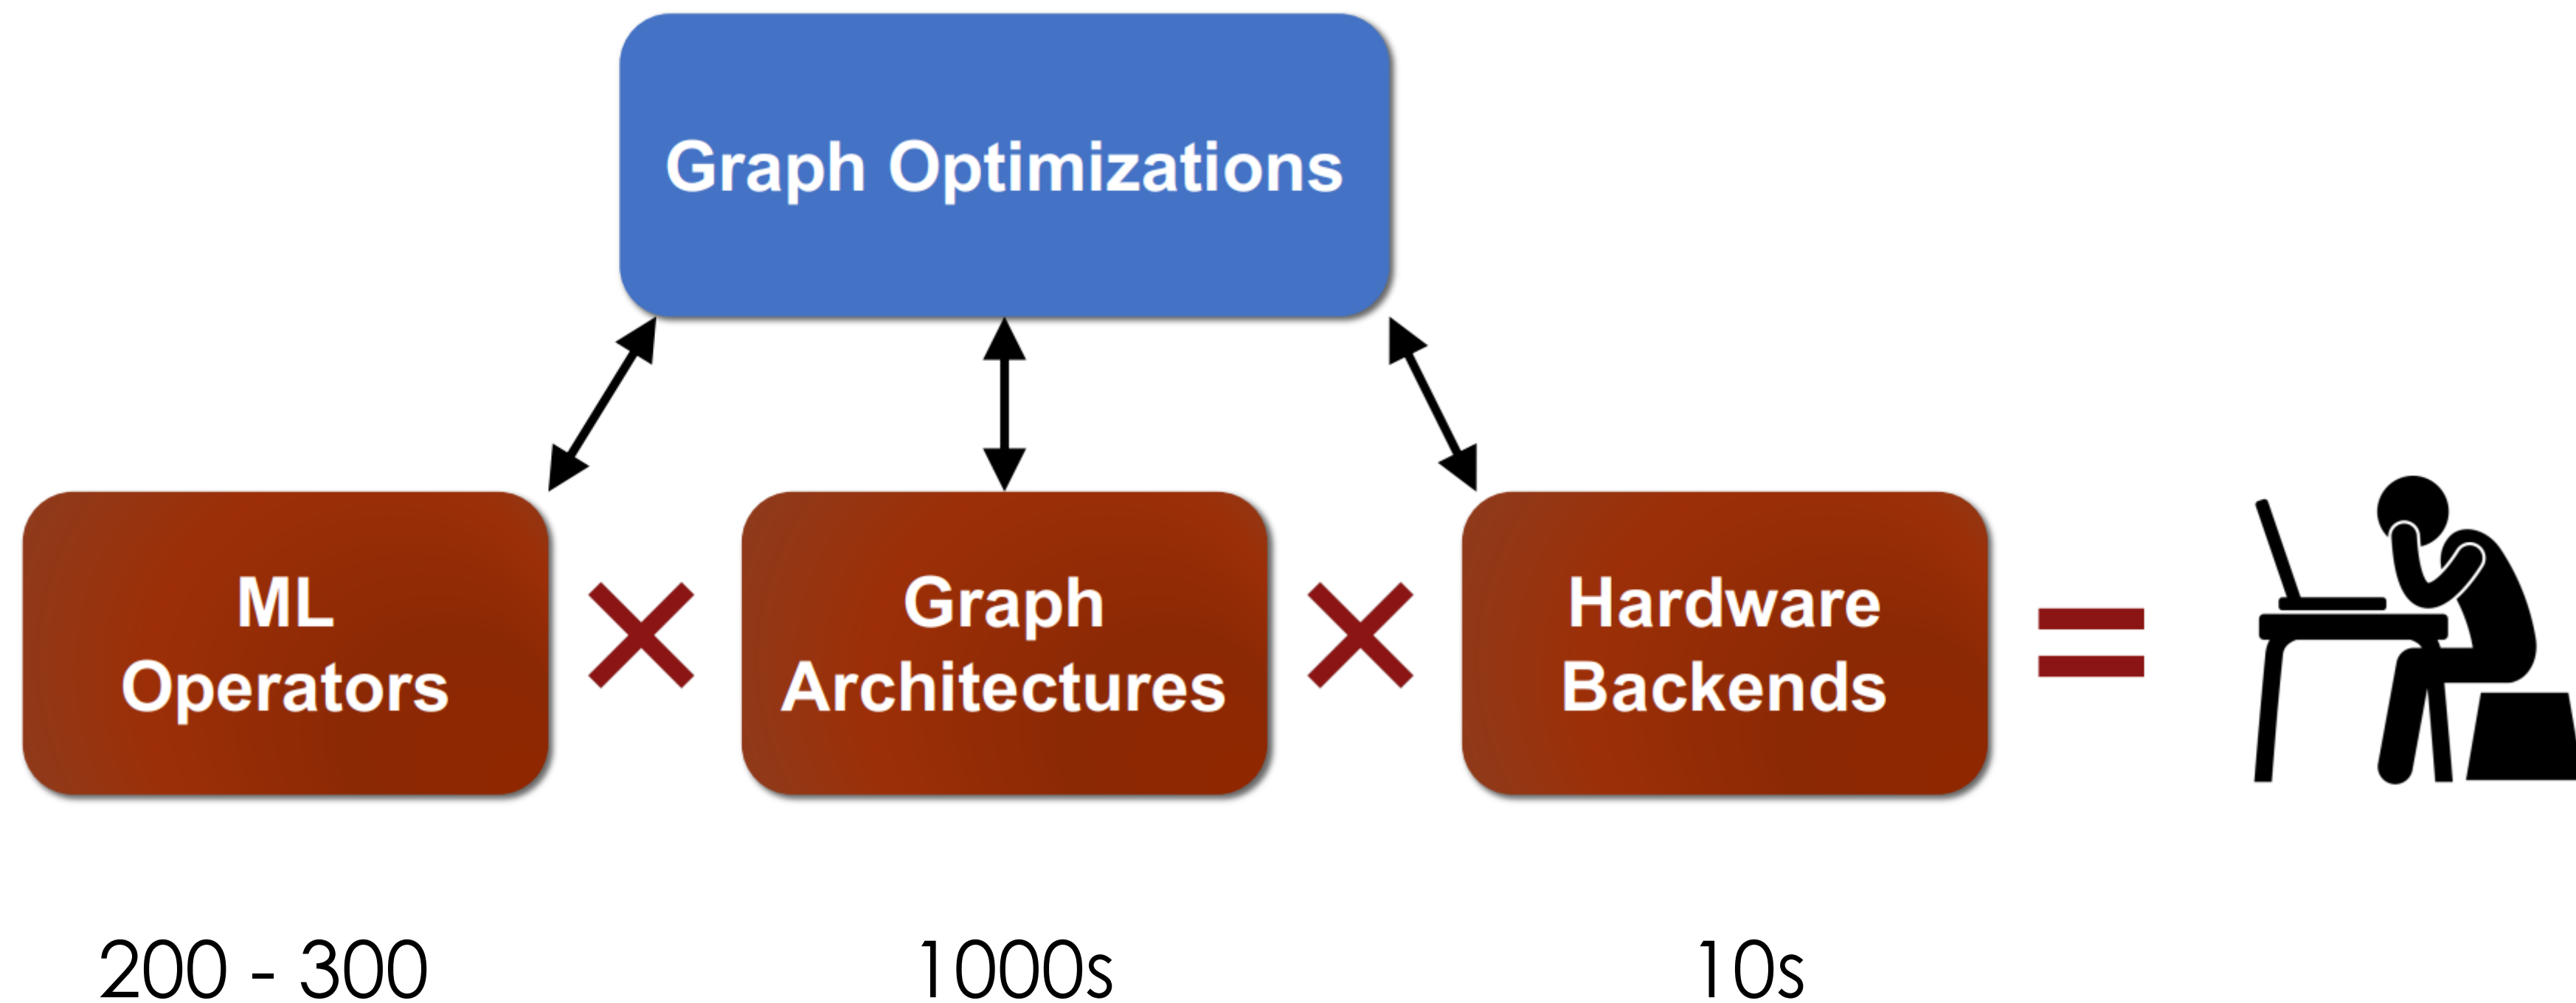 Graph Optimizations
ML
Operators
×
Graph
Architectures
×
Hardware
Backends
=
200 - 300
1000s
10s